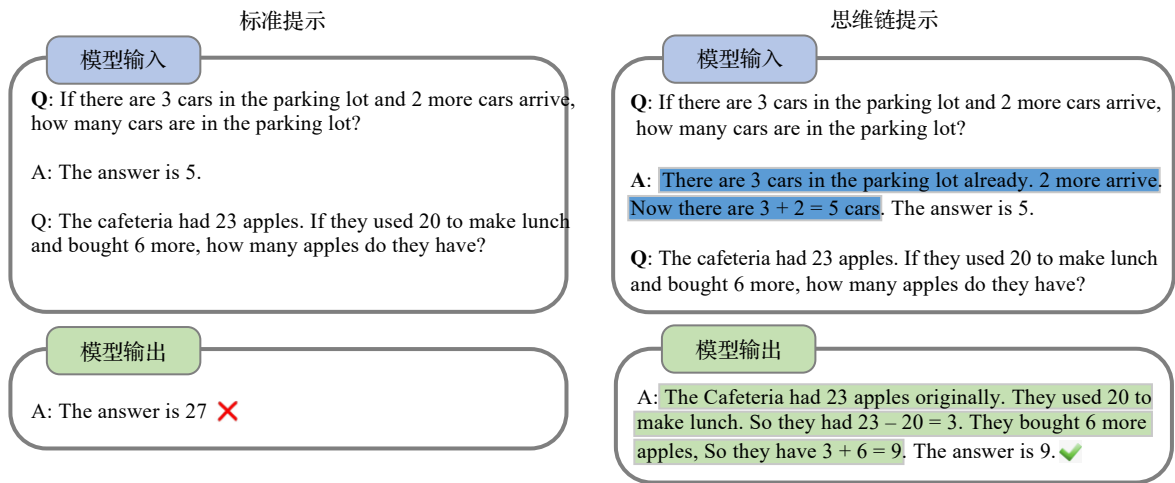 标准提示
模型输入
Q: If there are 3 cars in the parking lot and 2 more cars arrive,
how many cars are in the parking lot?
A: The answer is 5.
Q: The cafeteria had 23 apples. If they used 20 to make lunch
and bought 6 more, how many apples do they have?
模型输出
A: The answer is 27
思维链提示
模型输入
Q: If there are 3 cars in the parking lot and 2 more cars arrive,
how many cars are in the parking lot?
A: There are 3 cars in the parking lot already. 2 more arrive.
Now there are 3 + 2 = 5 cars. The answer is 5.
Q: The cafeteria had 23 apples. If they used 20 to make lunch
and bought 6 more, how many apples do they have?
模型输出
A: The Cafeteria had 23 apples originally. They used 20 to
make lunch. So they had 23 – 20 = 3. They bought 6 more
apples, So they have 3 + 6 = 9. The answer is 9.